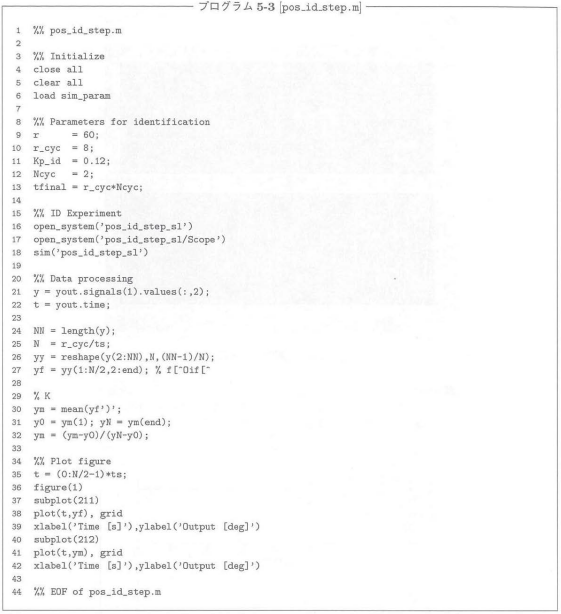 プログラム 5-3 [pos_id_step.m]
1 %% pos_id_step.m
2
3 %% Initialize
4 close all
5 clear all
6 load sim_param
7
8 %% Parameters for identification
9 r = 60;
10 r_cyc = 8;
11 Kp_id = 0.12;
12 Ncyc = 2;
13 tfinal = r_cyc*Ncyc;
14
15 %% ID Experiment
16 open_system('pos_id_step_sl')
17 open_system('pos_id_step_sl/Scope')
18 sim('pos_id_step_sl')
19
20 %% Data processing
21 y = yout.signals(1).values(:,2);
22 t = yout.time;
23
24 NN = length(y);
25 N = r_cyc/ts;
26 yy = reshape(y(2:NN),N,(NN-1)/N);
27 yf = yy(1:N/2,2:end); % f[~Oif[~
28
29 % K
30 ym = mean(yf')';
31 y0 = ym(1); yN = ym(end);
32 ym = (ym-y0)/(yN-y0);
33
34 %% Plot figure
35 t = (0:N/2-1)*ts;
36 figure(1)
37 subplot(211)
38 plot(t,yf), grid
39 xlabel('Time [s]'),ylabel('Output [deg]')
40 subplot(212)
41 plot(t,ym), grid
42 xlabel('Time [s]'),ylabel('Output [deg]')
43
44 %% EOF of pos_id_step.m